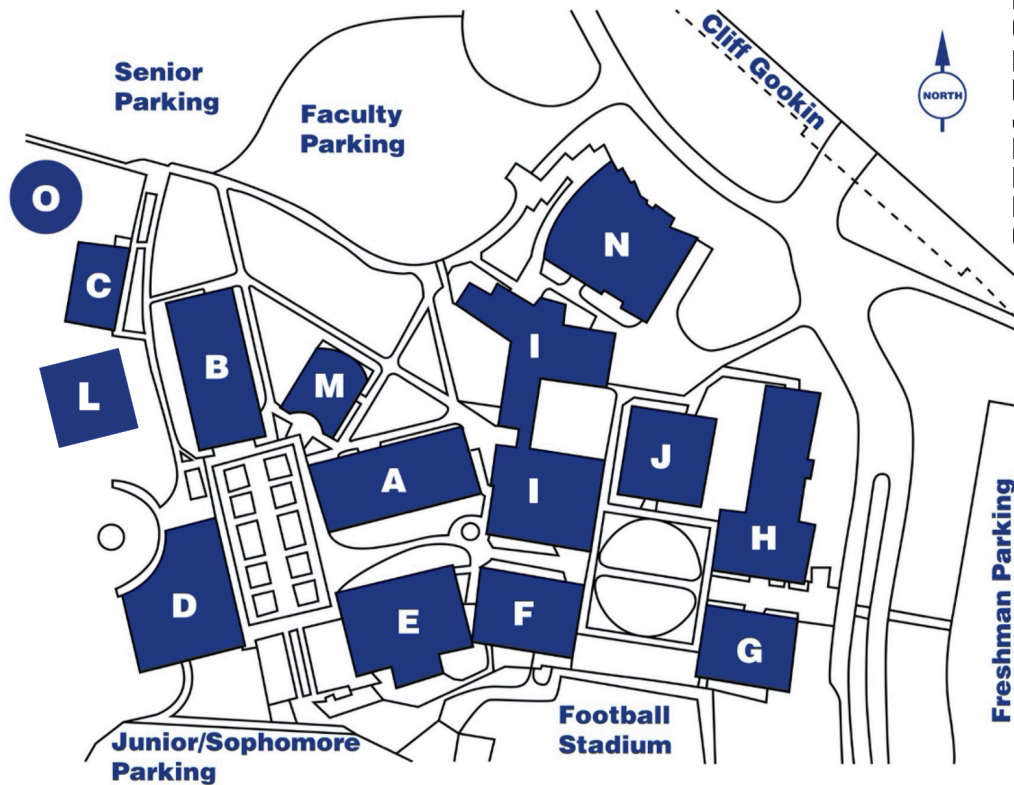 Cliff Gookin
NORTH
Senior
Parking
Faculty
Parking
O
N
C
I
B
M
L
J
A
I
H
D
E
F
G
Freshman Parking
Football
Stadium
Junior/Sophomore
Parking